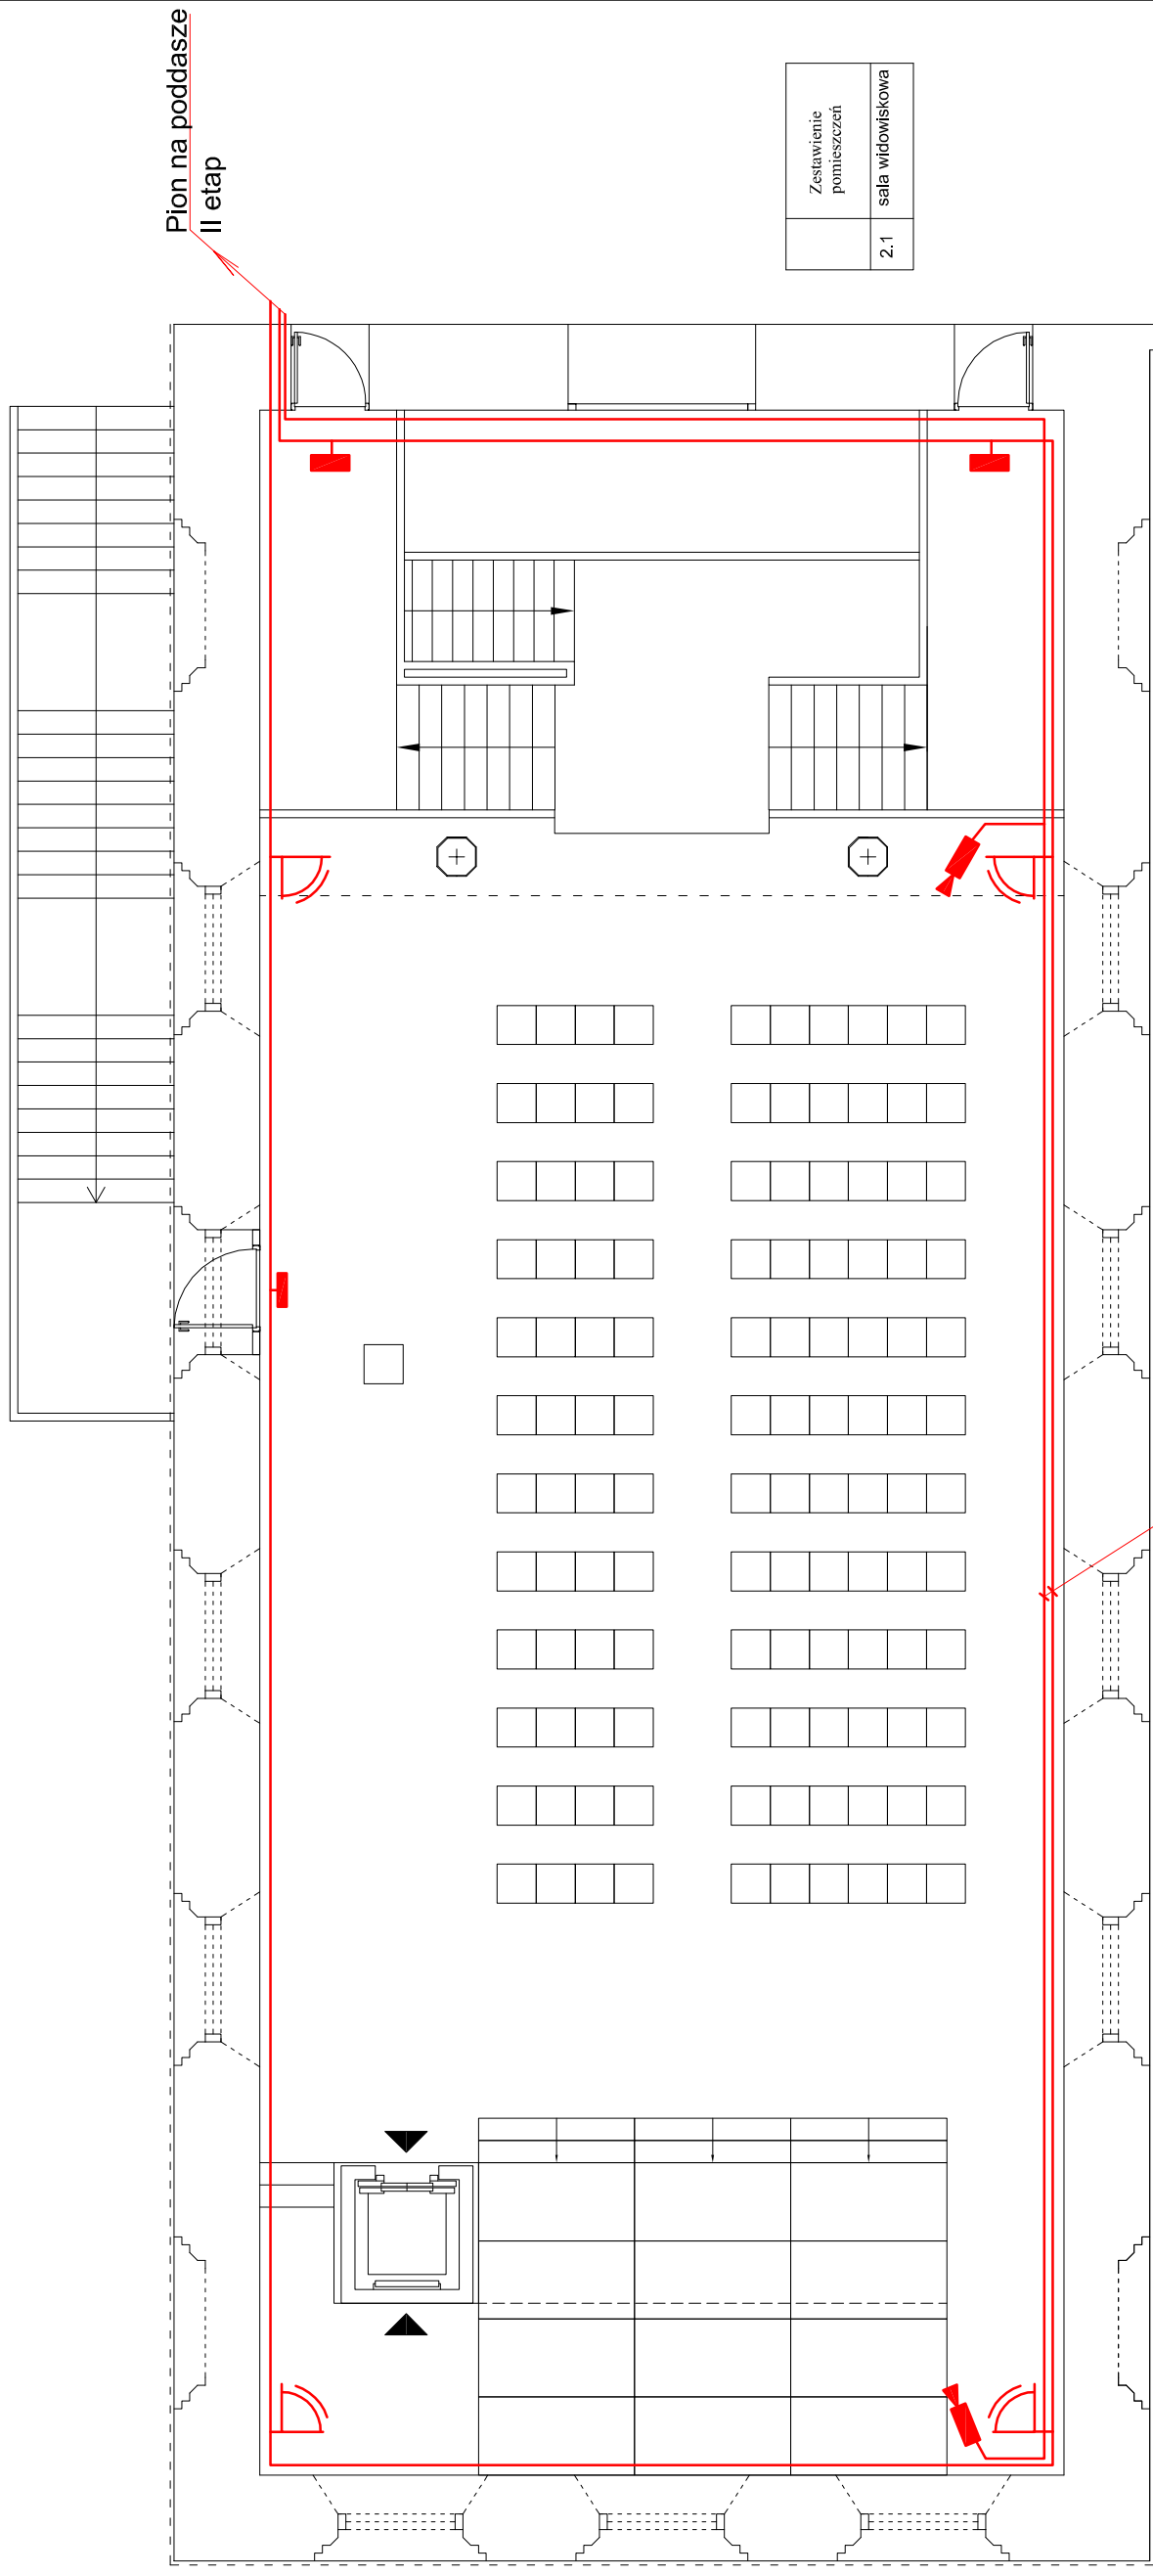 Pion na poddasze
II etap
Zestawienie
pomieszczeń
2.1 sala widowiskowa